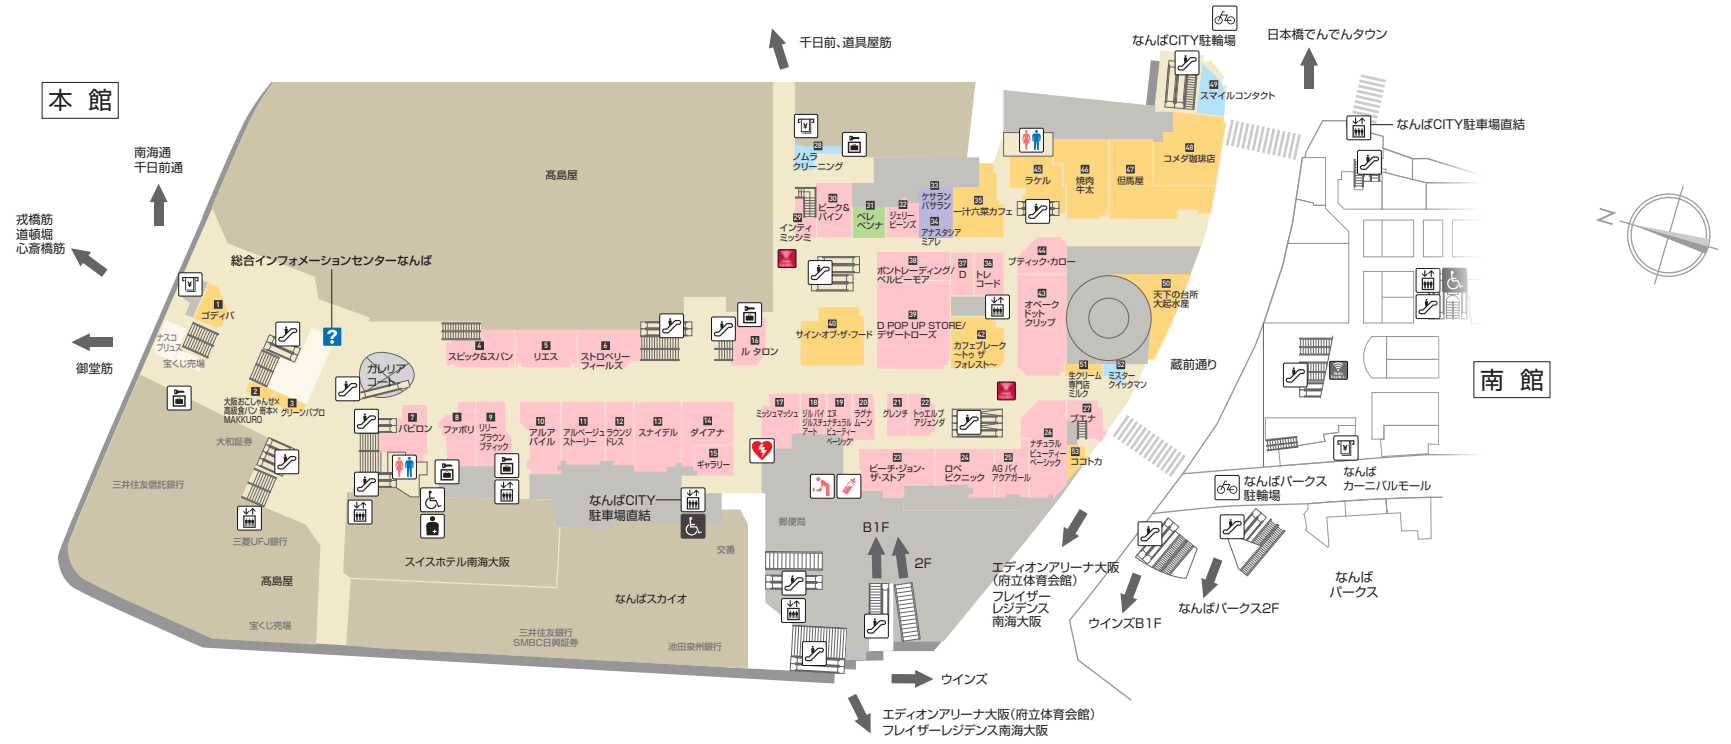 本館
南海通
千日前通
戎橋筋
道頓堀
心斎橋筋
御堂筋
千日前、道具屋筋
なんばCITY駐輪場
日本橋でんでんタウン
49
スマイルコンタクト
なんばCITY駐車場直結
髙島屋
総合インフォメーションセンターなんば
?
1
ゴディバ
ナスコ
プリュス
宝くじ売場
2
大阪おこしゃんせ×
高級食パン 嵜本×
MAKKURO
3
グリーンパブロ
大和証券
三井住友信託銀行
三菱UFJ銀行
髙島屋
宝くじ売場
ガレリア
コート
4
スピック&スパン
5
リエス
6
ストロベリー
フィールズ
7
バビロン
8
ファボリ
9
リリー
ブラウン
ブティック
10
アルア
バイル
11
アルページュ
ストーリー
12
ラウンジ
ドレス
13
スナイデル
14
ダイアナ
15
ギャラリー
16
ル タロン
17
ミッシュマッシュ
18
ジルバイ
ジルスチュ
アート
19
エヌ
ナチュラル
ビューティー
ベーシック
20
ラグナ
ムーン
21
グレンチ
22
トゥエルブ
アジェンダ
23
ピーチ・ジョン・
ザ・ストア
24
ロペ
ピクニック
25
AG バイ
アクアガール
26
ナチュラル
ビューティー
ベーシック
27
ブエナ
53
ココトカ
28
ノムラ
クリーニング
29
インティ
ミッシミ
30
ピーク&
パイン
31
ペレ
ペンナ
32
ジェリー
ビーンズ
33
ケサラン
パサラン
34
アナスタシア
ミアレ
35
一汁六菜カフェ
36
トレ
コード
37
D
38
ボントレーディング/
ベルビーモア
39
D POP UP STORE/
デザートローズ
40
サイン・オブ・ザ・フード
42
カフェブレーク
〜トゥ ザ
フォレスト〜
43
オペーク
ドット
クリップ
44
ブティック・カロー
45
ラケル
46
焼肉
牛太
47
但馬屋
48
コメダ珈琲店
50
天下の台所
大起水産
51
生クリーム
専門店
ミルク
52
ミスター
クイックマン
蔵前通り
南館
N
なんばCITY
駐車場直結
スイスホテル南海大阪
なんばスカイオ
交番
郵便局
三井住友銀行
SMBC日興証券
池田泉州銀行
B1F
2F
エディオンアリーナ大阪
(府立体育会館)
フレイザー
レジデンス
南海大阪
なんばパークス
駐輪場
なんば
カーニバルモール
なんば
パークス
なんばパークス2F
ウインズB1F
ウインズ
エディオンアリーナ大阪(府立体育会館)
フレイザーレジデンス南海大阪